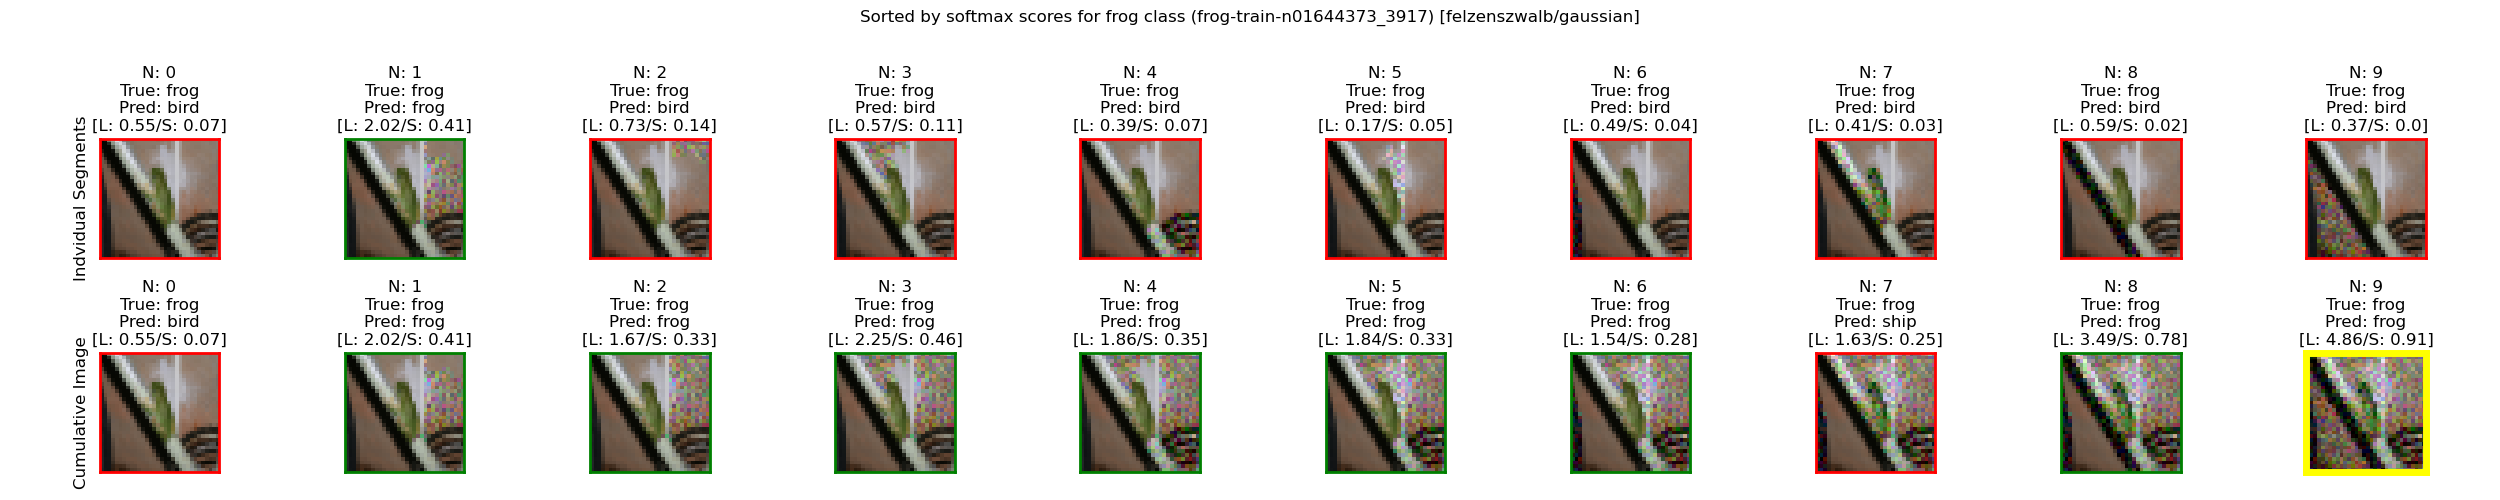 Sorted by softmax scores for frog class (frog-train-n01644373_3917) [felzenszwalb/gaussian]
Indvidual Segments
N: 0
True: frog
Pred: bird
[L: 0.55/S: 0.07]
N: 1
True: frog
Pred: frog
[L: 2.02/S: 0.41]
N: 2
True: frog
Pred: bird
[L: 0.73/S: 0.14]
N: 3
True: frog
Pred: bird
[L: 0.57/S: 0.11]
N: 4
True: frog
Pred: bird
[L: 0.39/S: 0.07]
N: 5
True: frog
Pred: bird
[L: 0.17/S: 0.05]
N: 6
True: frog
Pred: bird
[L: 0.49/S: 0.04]
N: 7
True: frog
Pred: bird
[L: 0.41/S: 0.03]
N: 8
True: frog
Pred: bird
[L: 0.59/S: 0.02]
N: 9
True: frog
Pred: bird
[L: 0.37/S: 0.0]
Cumulative Image
N: 0
True: frog
Pred: bird
[L: 0.55/S: 0.07]
N: 1
True: frog
Pred: frog
[L: 2.02/S: 0.41]
N: 2
True: frog
Pred: frog
[L: 1.67/S: 0.33]
N: 3
True: frog
Pred: frog
[L: 2.25/S: 0.46]
N: 4
True: frog
Pred: frog
[L: 1.86/S: 0.35]
N: 5
True: frog
Pred: frog
[L: 1.84/S: 0.33]
N: 6
True: frog
Pred: frog
[L: 1.54/S: 0.28]
N: 7
True: frog
Pred: ship
[L: 1.63/S: 0.25]
N: 8
True: frog
Pred: frog
[L: 3.49/S: 0.78]
N: 9
True: frog
Pred: frog
[L: 4.86/S: 0.91]